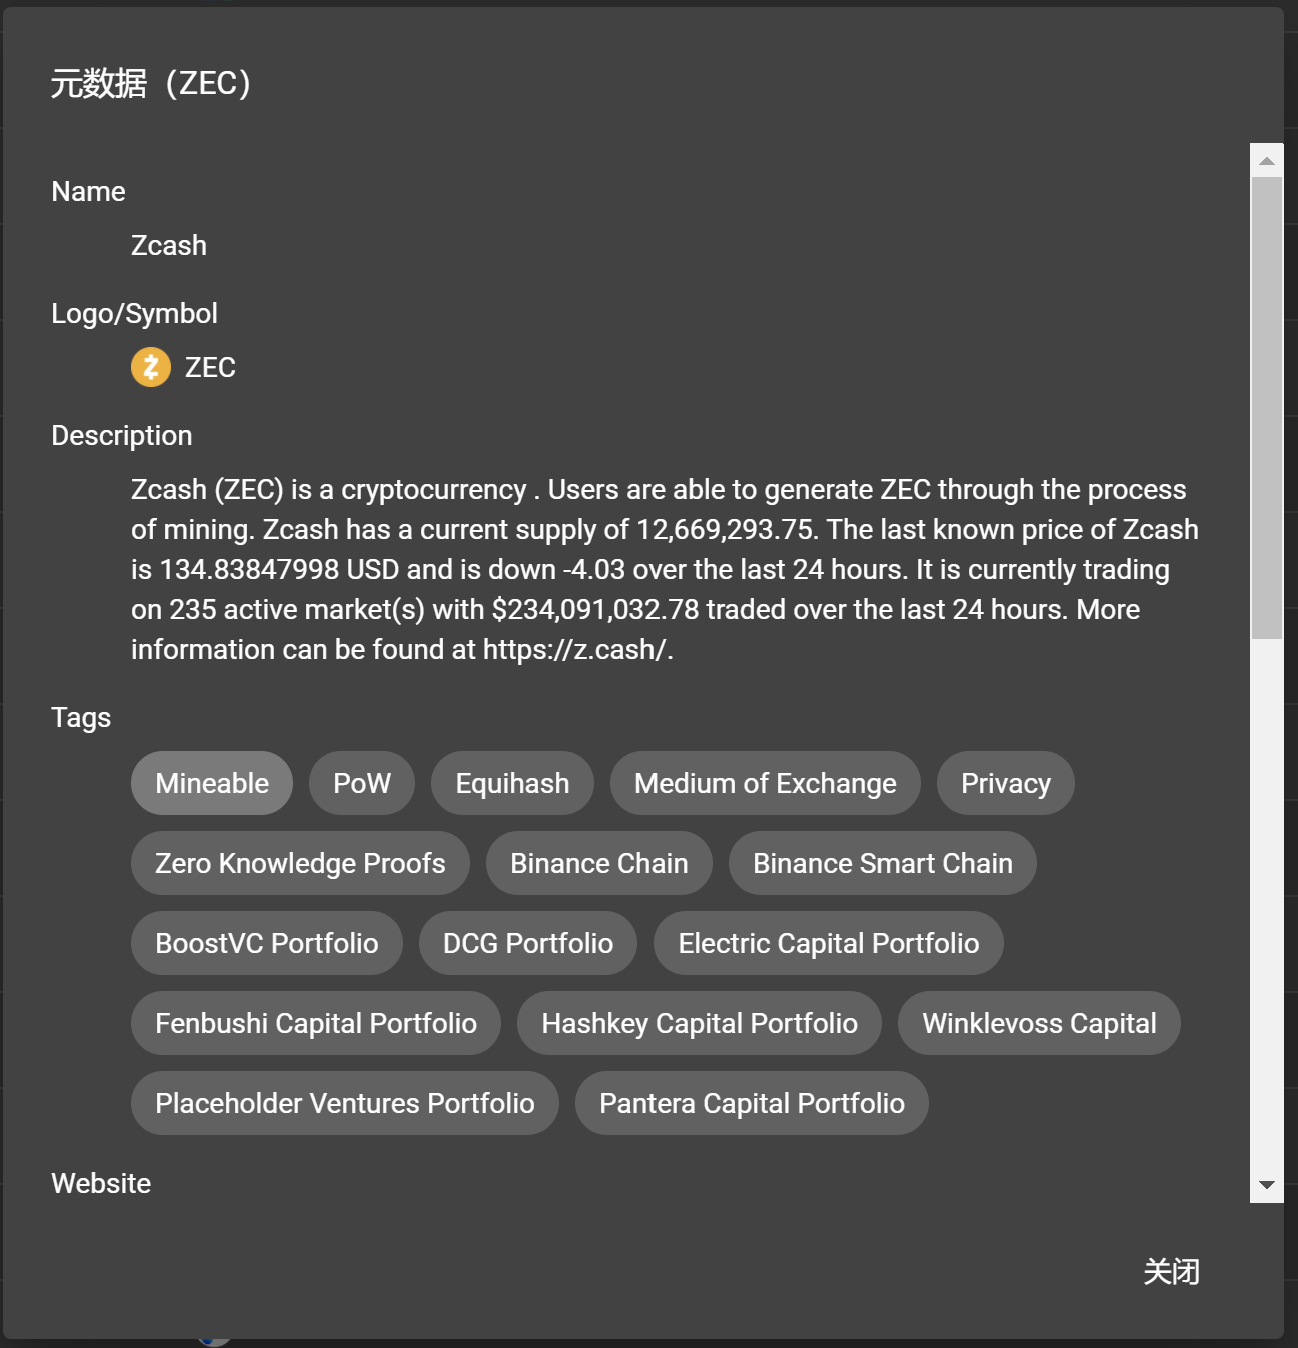 元数据（ZEC）
Name
Zcash
Logo/Symbol
ZEC
Description
Zcash (ZEC) is a cryptocurrency . Users are able to generate ZEC through the process
of mining. Zcash has a current supply of 12,669,293.75. The last known price of Zcash
is 134.83847998 USD and is down -4.03 over the last 24 hours. It is currently trading
on 235 active market(s) with $234,091,032.78 traded over the last 24 hours. More
information can be found at https://z.cash/.
Tags
Mineable PoW Equihash Medium of Exchange Privacy
Zero Knowledge Proofs Binance Chain Binance Smart Chain
BoostVC Portfolio DCG Portfolio Electric Capital Portfolio
Fenbushi Capital Portfolio Hashkey Capital Portfolio Winklevoss Capital
Placeholder Ventures Portfolio Pantera Capital Portfolio
Website
关闭